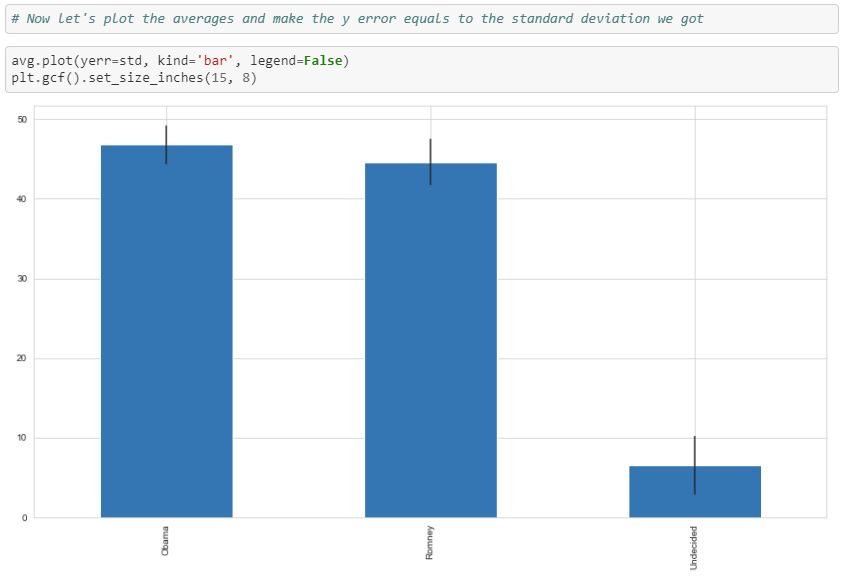 # Now let's plot the averages and make the y error equals to the standard deviation we got
avg.plot(yerr=std, kind='bar', legend=False)
plt.gcf().set_size_inches(15, 8)
50
40
30
20
10
0
Obama
Romney
Undecided